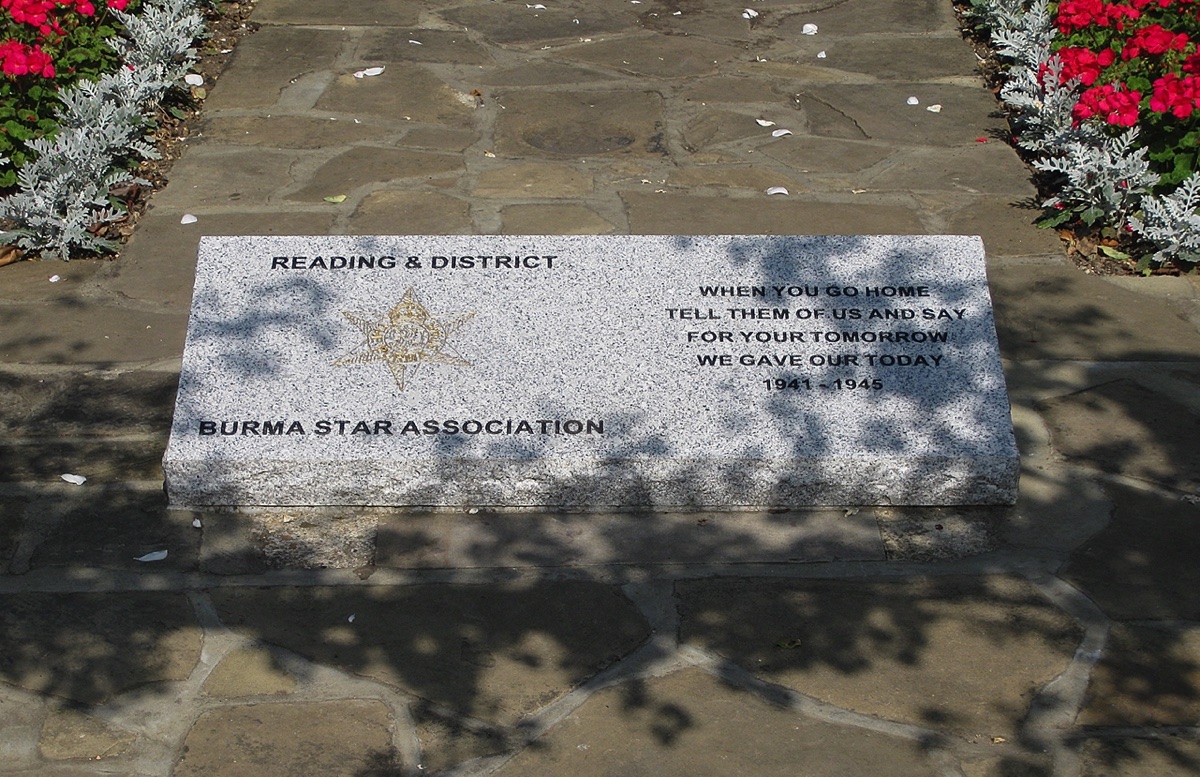 READING & DISTRICT
BURMA STAR ASSOCIATION
WHEN YOU GO HOME
TELL THEM OF US AND SAY
FOR YOUR TOMORROW
WE GAVE OUR TODAY
1941 - 1945